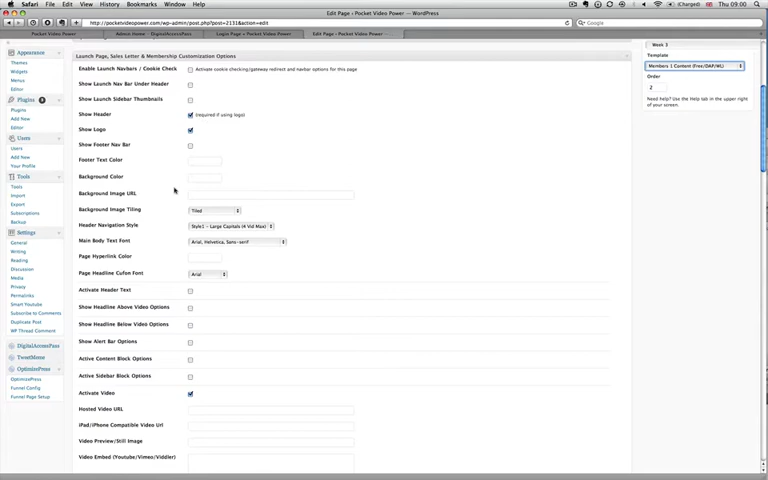 Safari File Edit View History Bookmarks Window Help (Charged) Thu 09:00
Edit Page ‹ Pocket Video Power — WordPress
http://pocketvideopower.com/wp-admin/post.php?post=2131&action=edit
Pocket Video Power Admin Home - DigitalAccessPass Login Page « Pocket Video Power Edit Page ‹ Pocket Video Power —...
Appearance
Themes
Widgets
Menus
Editor
Plugins
Plugins
Add New
Editor
Users
Users
Add New
Your Profile
Tools
Tools
Import
Export
Subscriptions
Backup
Settings
General
Writing
Reading
Discussion
Media
Privacy
Permalinks
Smart Youtube
Subscribe to Comments
Duplicate Post
WP Thread Comment
DigitalAccessPass
TweetMeme
OptimizePress
OptimizePress
Funnel Config
Funnel Page Setup
Launch Page, Sales Letter & Membership Customization Options
Enable Launch Navbars / Cookie Check Activate cookie-checking/gateway redirect and navbar options for this page
Show Launch Nav Bar Under Header
Show Launch Sidebar Thumbnails
Show Header (required if using logo)
Show Logo
Show Footer Nav Bar
Footer Text Color
Background Color
Background Image URL
Background Image Tiling Tiled
Header Navigation Style Style1 - Large Capitals (4 Vid Max)
Main Body Text Font Arial, Helvetica, Sans-serif
Page Hyperlink Color
Page Headline Cufon Font Arial
Activate Header Text
Show Headline Above Video Options
Show Headline Below Video Options
Show Alert Bar Options
Active Content Block Options
Active Sidebar Block Options
Activate Video
Hosted Video URL
iPad/iPhone Compatible Video Url
Video Preview/Still Image
Video Embed (Youtube/Vimeo/Viddler)
Week 3
Template
Members 1 Content (Free/DAP/WL)
Order
2
Need help? Use the Help tab in the upper right of your screen.